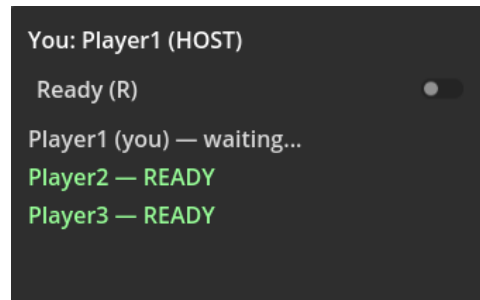 You: Player1 (HOST)
Ready (R)
Player1 (you) — waiting...
Player2 — READY
Player3 — READY